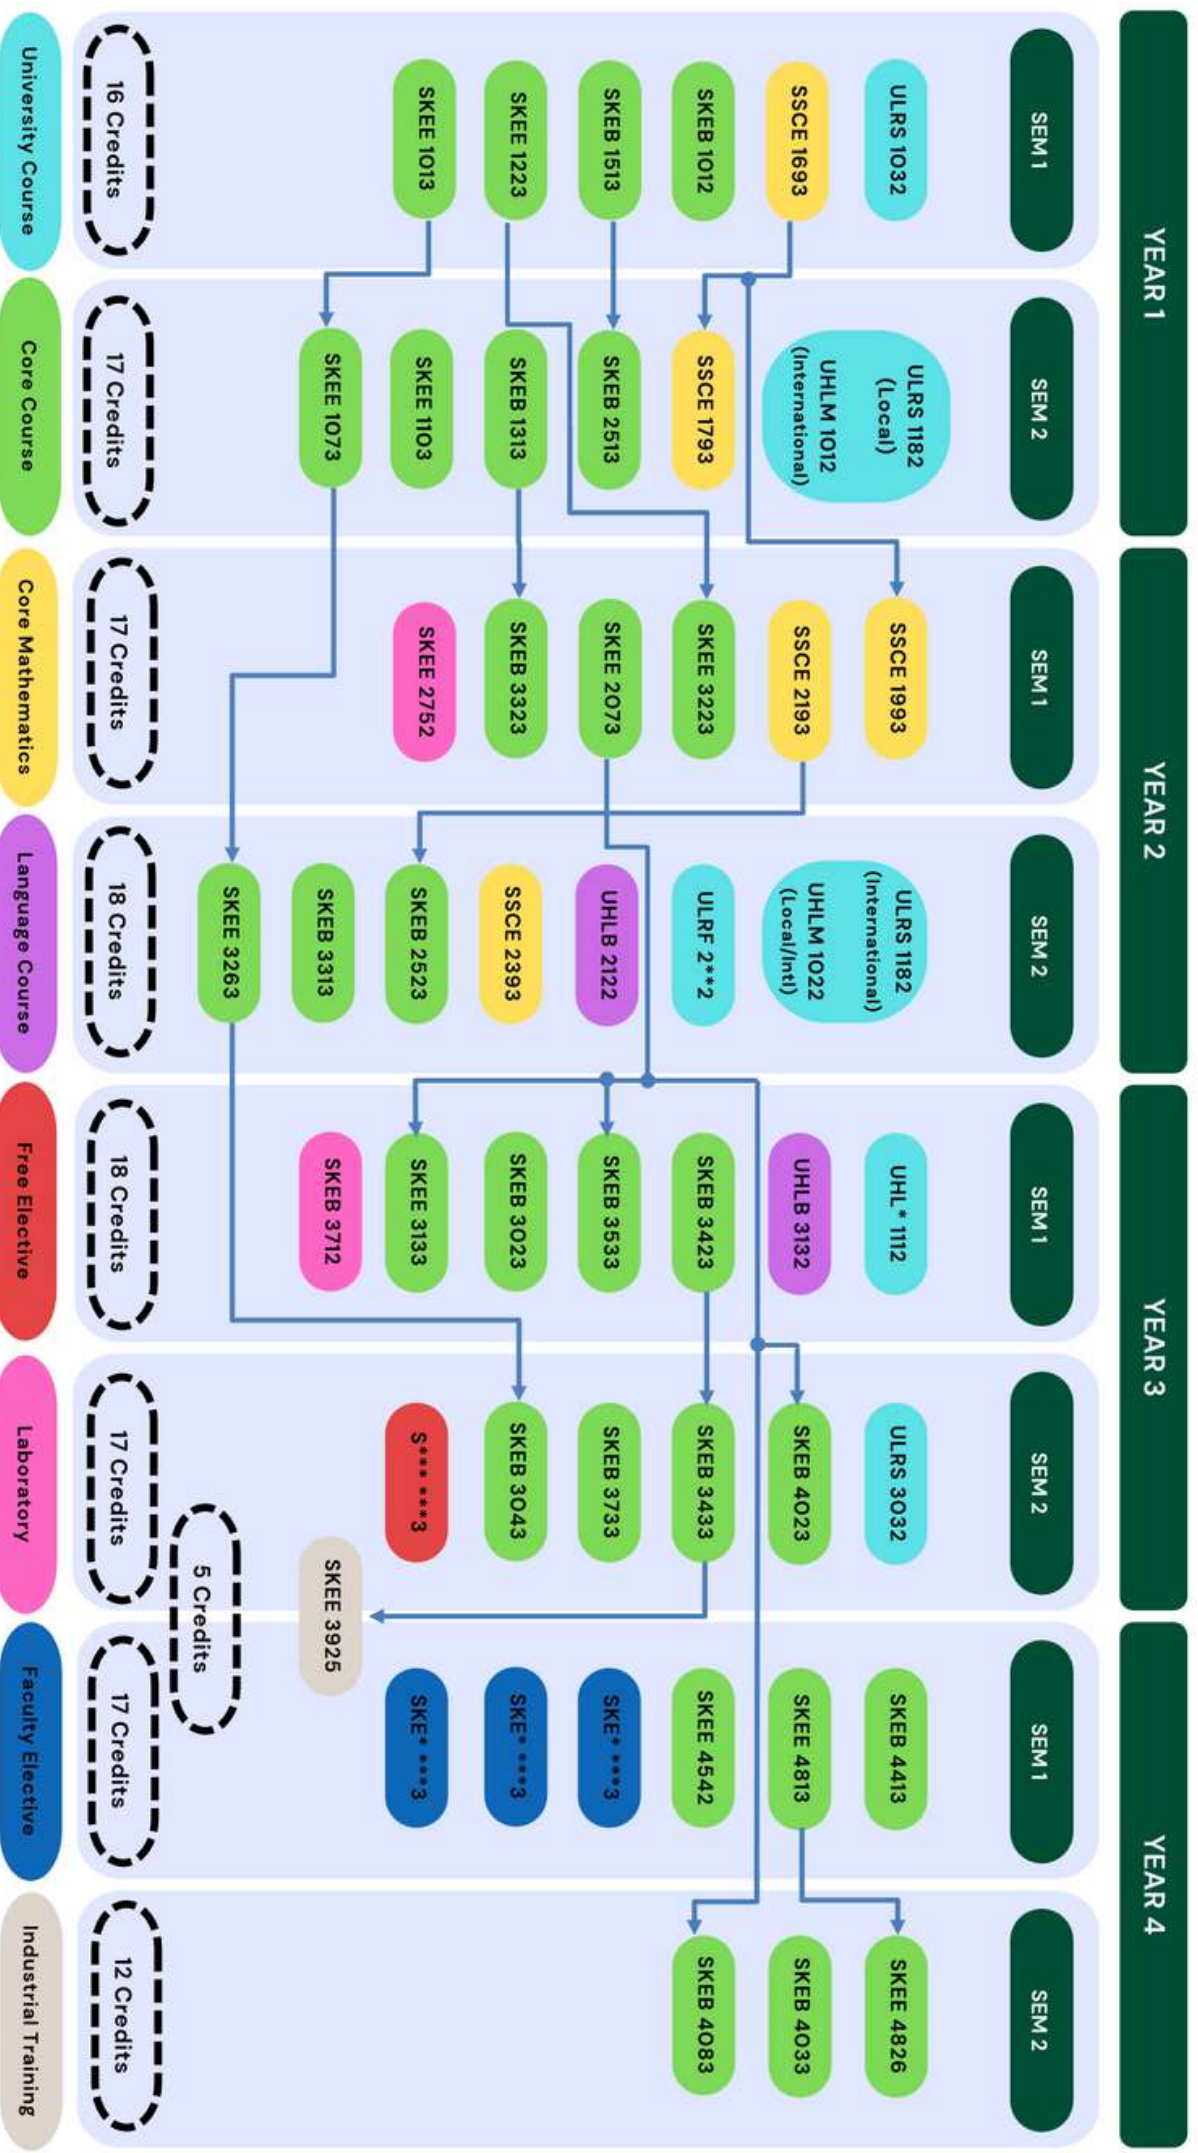 YEAR 1
YEAR 2
YEAR 3
YEAR 4
SEM 1
SEM 2
SEM 1
SEM 2
SEM 1
SEM 2
SEM 1
SEM 2
ULRS 1032
SSCE 1693
SKEB 1012
SKEB 1513
SKEE 1223
SKEE 1013
16 Credits
ULRS 1182
(Local)
UHLM 1012
(International)
SSCE 1793
SKEB 2513
SKEB 1313
SKEE 1103
SKEE 1073
17 Credits
SSCE 1993
SSCE 2193
SKEE 3223
SKEE 2073
SKEB 3323
SKEE 2752
17 Credits
ULRS 1182
(International)
UHLM 1022
(Local/Intl)
ULRF 2**2
UHLB 2122
SSCE 2393
SKEB 2523
SKEB 3313
SKEE 3263
18 Credits
UHL* 1112
UHLB 3132
SKEB 3423
SKEB 3533
SKEB 3023
SKEE 3133
SKEB 3712
18 Credits
ULRS 3032
SKEB 4023
SKEB 3433
SKEB 3733
SKEB 3043
S*** ***3
17 Credits
SKEE 3925
5 Credits
SKEB 4413
SKEE 4813
SKEE 4542
SKE* ***3
SKE* ***3
SKE* ***3
17 Credits
SKEE 4826
SKEB 4033
SKEB 4083
12 Credits
University Course
Core Course
Core Mathematics
Language Course
Free Elective
Laboratory
Faculty Elective
Industrial Training